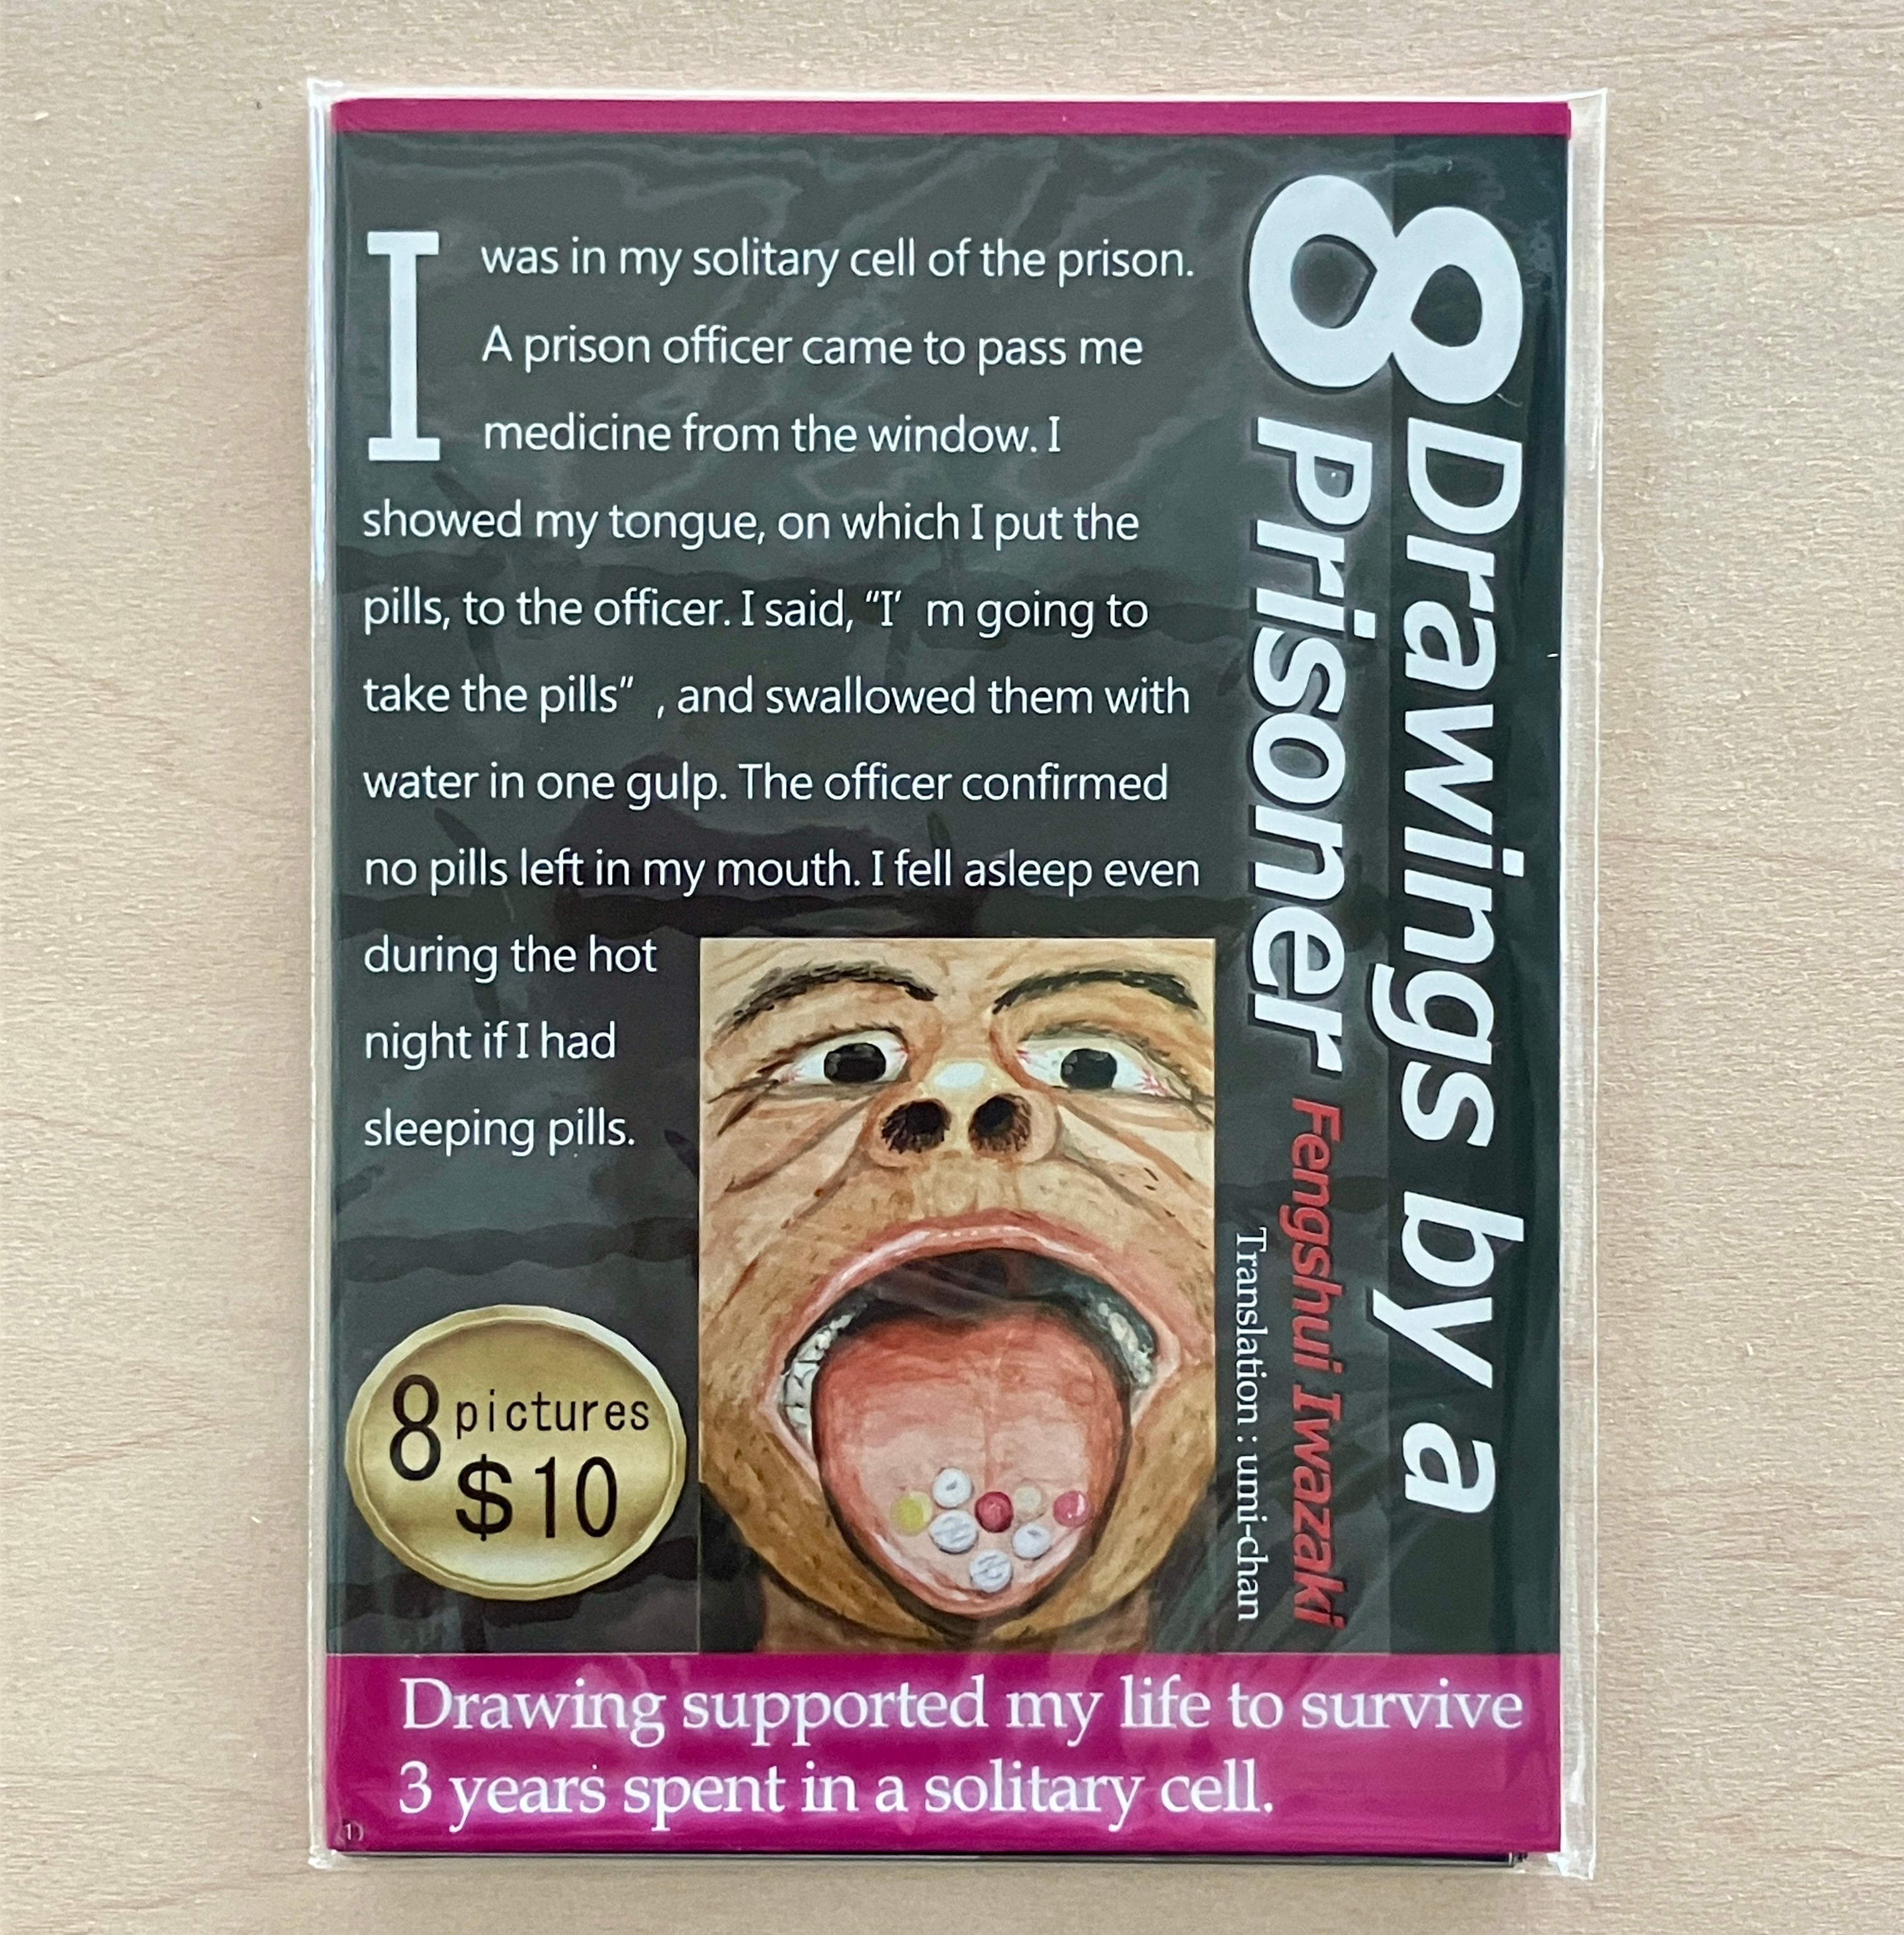 8 Drawings by a
8 Prisoner
Fengshui Iwazaki
Translation : umi-chan
I was in my solitary cell of the prison.
A prison officer came to pass me
medicine from the window. I
showed my tongue, on which I put the
pills, to the officer. I said, “I’ m going to
take the pills” , and swallowed them with
water in one gulp. The officer confirmed
no pills left in my mouth. I fell asleep even
during the hot
night if I had
sleeping pills.
8 pictures
$10
Drawing supported my life to survive
3 years spent in a solitary cell.
(1)